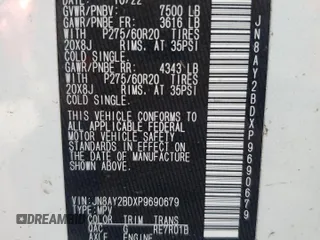 10/22
GVWR/PNBV: 7500 LB
GAWR/PNBE FR: 3616 LB
WITH P275/60R20 TIRES
20X8J RIMS, AT 35PSI
COLD SINGLE.
GAWR/PNBE RR: 4343 LB
WITH P275/60R20 TIRES
20X8J RIMS, AT 35PSI
COLD SINGLE.
THIS VEHICLE CONFORMS TO ALL
APPLICABLE FEDERAL MOTOR
VEHICLE SAFETY STANDARDS
IN EFFECT ON THE DATE OF
MANUFACTURE SHOWN ABOVE.
VIN: JN8AY2BDXP9690679
TYPE: MPV
COLOR TRIM TRANS
QAC G RE7R01B
AXLE ENGINE
JN8AY2BDXP9690679